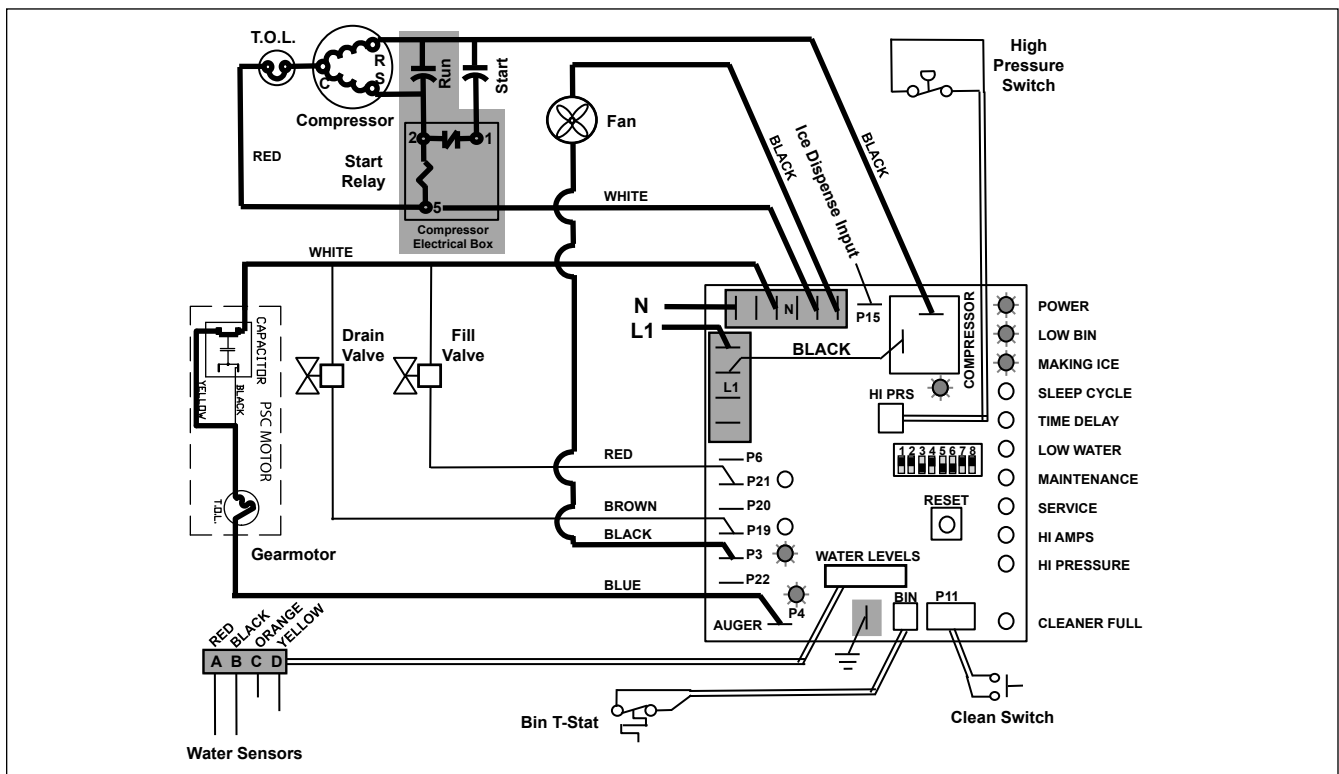 T.O.L.
C
R
S
Compressor
Run
Start
2
1
5
Start
Relay
Compressor
Electrical Box
RED
WHITE
Fan
BLACK
BLACK
Ice Dispense Input
High
Pressure
Switch
WHITE
CAPACITOR
YELLOW
BLACK
PSC MOTOR
T.O.L.
Gearmotor
Drain
Valve
Fill
Valve
N
L1
N
P15
BLACK
L1
COMPRESSOR
HI PRS
1 2 3 4 5 6 7 8
RESET
POWER
LOW BIN
MAKING ICE
SLEEP CYCLE
TIME DELAY
LOW WATER
MAINTENANCE
SERVICE
HI AMPS
HI PRESSURE
CLEANER FULL
RED
BROWN
BLACK
BLUE
P6
P21
P20
P19
P3
P22
P4
AUGER
WATER LEVELS
BIN
P11
RED
BLACK
ORANGE
YELLOW
A B C D
Water Sensors
Bin T-Stat
Clean Switch